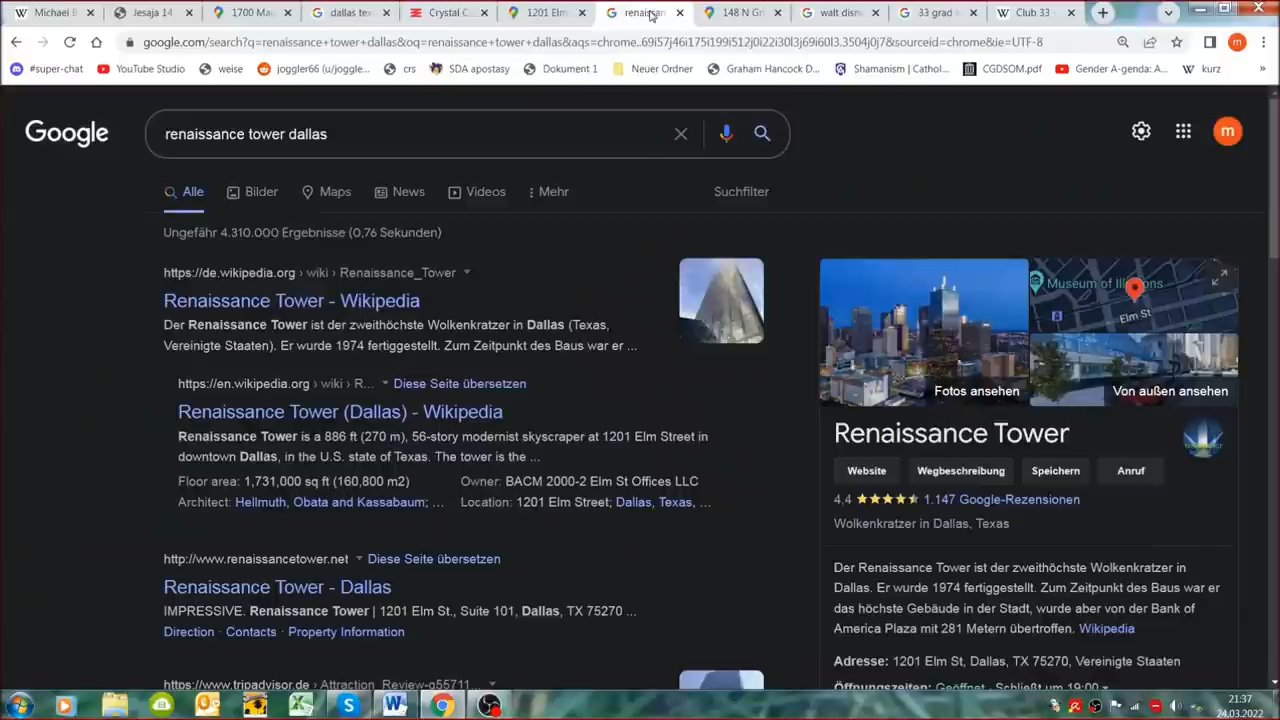 Michael B
Jesaja 14
1700 Ma
dallas tex
Crystal C
1201 Elm
renaissan
148 N Gr
walt disn
33 grad
Club 33
google.com/search?q=renaissance+tower+dallas&oq=renaissance+tower+dallas&aqs=chrome..69i57j46i175i199i512j0i22i30l3j69i60l3.3504j0j7&sourceid=chrome&ie=UTF-8
m
#super-chat
YouTube Studio
weise
joggler66 (u/joggle...
crs
SDA apostasy
Dokument 1
Neuer Ordner
Graham Hancock D...
Shamanism | Cathol...
CGDSOM.pdf
Gender A-genda: A...
kurz
»
Google
renaissance tower dallas
m
Alle
Bilder
Maps
News
Videos
Mehr
Suchfilter
Ungefähr 4.310.000 Ergebnisse (0,76 Sekunden)
https://de.wikipedia.org › wiki › Renaissance_Tower
Renaissance Tower - Wikipedia
Der Renaissance Tower ist der zweithöchste Wolkenkratzer in Dallas (Texas,
Vereinigte Staaten). Er wurde 1974 fertiggestellt. Zum Zeitpunkt des Baus war er ...
https://en.wikipedia.org › wiki › R... Diese Seite übersetzen
Renaissance Tower (Dallas) - Wikipedia
Renaissance Tower is a 886 ft (270 m), 56-story modernist skyscraper at 1201 Elm Street in
downtown Dallas, in the U.S. state of Texas. The tower is the ...
Floor area: 1,731,000 sq ft (160,800 m2) Owner: BACM 2000-2 Elm St Offices LLC
Architect: Hellmuth, Obata and Kassabaum; ... Location: 1201 Elm Street; Dallas, Texas, ...
http://www.renaissancetower.net Diese Seite übersetzen
Renaissance Tower - Dallas
IMPRESSIVE. Renaissance Tower | 1201 Elm St., Suite 101, Dallas, TX 75270 ...
Direction · Contacts · Property Information
https://www.tripadvisor.de › Attraction_Review-g55711...
Museum of Illusions
Elm St
Fotos ansehen
Von außen ansehen
Renaissance Tower
Website
Wegbeschreibung
Speichern
Anruf
4,4 1.147 Google-Rezensionen
Wolkenkratzer in Dallas, Texas
Der Renaissance Tower ist der zweithöchste Wolkenkratzer in
Dallas. Er wurde 1974 fertiggestellt. Zum Zeitpunkt des Baus war er
das höchste Gebäude in der Stadt, wurde aber von der Bank of
America Plaza mit 281 Metern übertroffen. Wikipedia
Adresse: 1201 Elm St, Dallas, TX 75270, Vereinigte Staaten
Öffnungszeiten: Geöffnet · Schließt um 19:00
21:37
24.03.2022